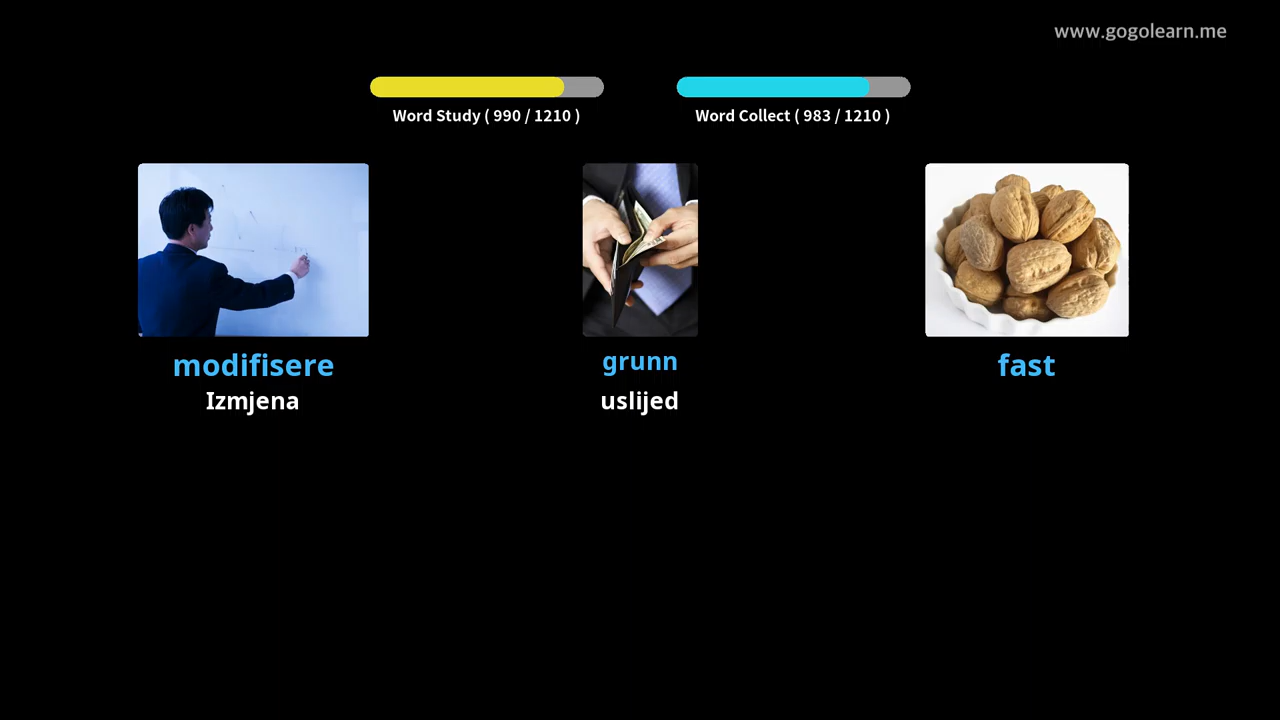 www.gogolearn.me
Word Study ( 990 / 1210 )
Word Collect ( 983 / 1210 )
modifisere
grunn
fast
Izmjena
uslijed